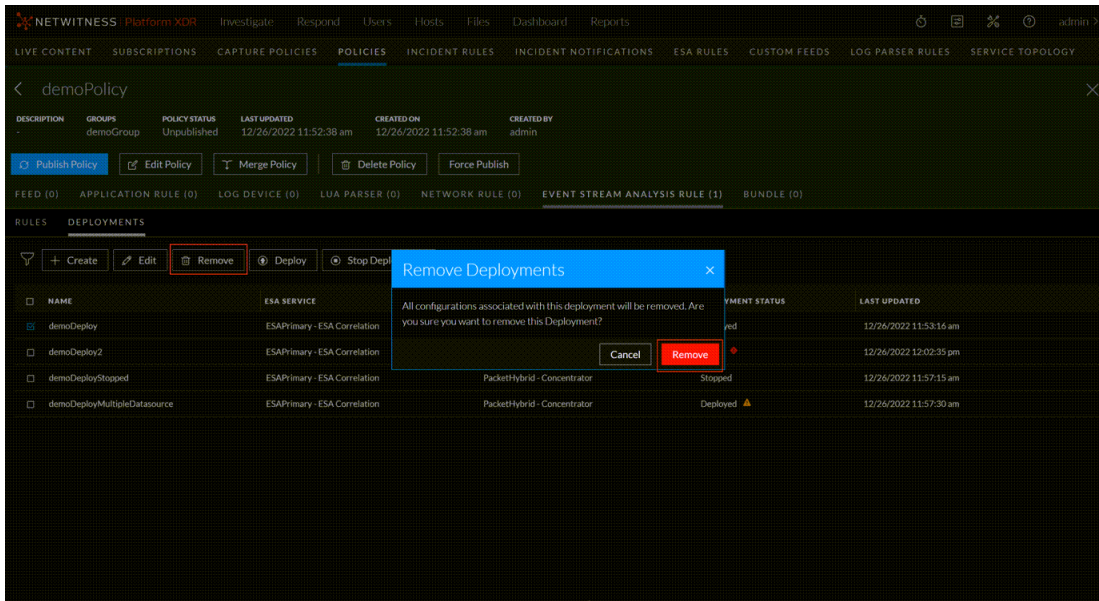 NETWITNESS Platform XDR Investigate Respond Users Hosts Files Dashboard Reports admin >
LIVE CONTENT SUBSCRIPTIONS CAPTURE POLICIES POLICIES INCIDENT RULES INCIDENT NOTIFICATIONS ESA RULES CUSTOM FEEDS LOG PARSER RULES SERVICE TOPOLOGY
demoPolicy
DESCRIPTION GROUPS POLICY STATUS LAST UPDATED CREATED ON CREATED BY
- demoGroup Unpublished 12/26/2022 11:52:38 am 12/26/2022 11:52:38 am admin
Publish Policy Edit Policy Merge Policy Delete Policy Force Publish
FEED (0) APPLICATION RULE (0) LOG DEVICE (0) LUA PARSER (0) NETWORK RULE (0) EVENT STREAM ANALYSIS RULE (1) BUNDLE (0)
RULES DEPLOYMENTS
+ Create Edit Remove Deploy Stop Depl
Remove Deployments ×
All configurations associated with this deployment will be removed. Are
you sure you want to remove this Deployment?
Cancel Remove
NAME ESA SERVICE YMENT STATUS LAST UPDATED
demoDeploy ESAPrimary - ESA Correlation yed 12/26/2022 11:53:16 am
demoDeploy2 ESAPrimary - ESA Correlation 12/26/2022 12:02:35 pm
demoDeployStopped ESAPrimary - ESA Correlation PacketHybrid - Concentrator Stopped 12/26/2022 11:57:15 am
demoDeployMultipleDatasource ESAPrimary - ESA Correlation PacketHybrid - Concentrator Deployed 12/26/2022 11:57:30 am